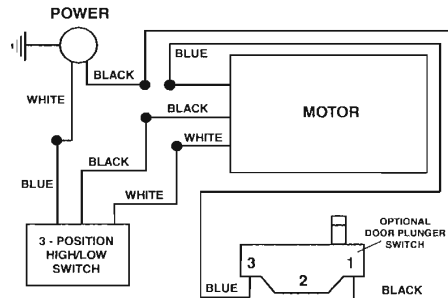 POWER
BLUE
BLACK
WHITE
BLACK
MOTOR
WHITE
BLACK
BLUE
WHITE
3 - POSITION
HIGH/LOW
SWITCH
OPTIONAL
DOOR PLUNGER
SWITCH
3
1
2
BLUE
BLACK